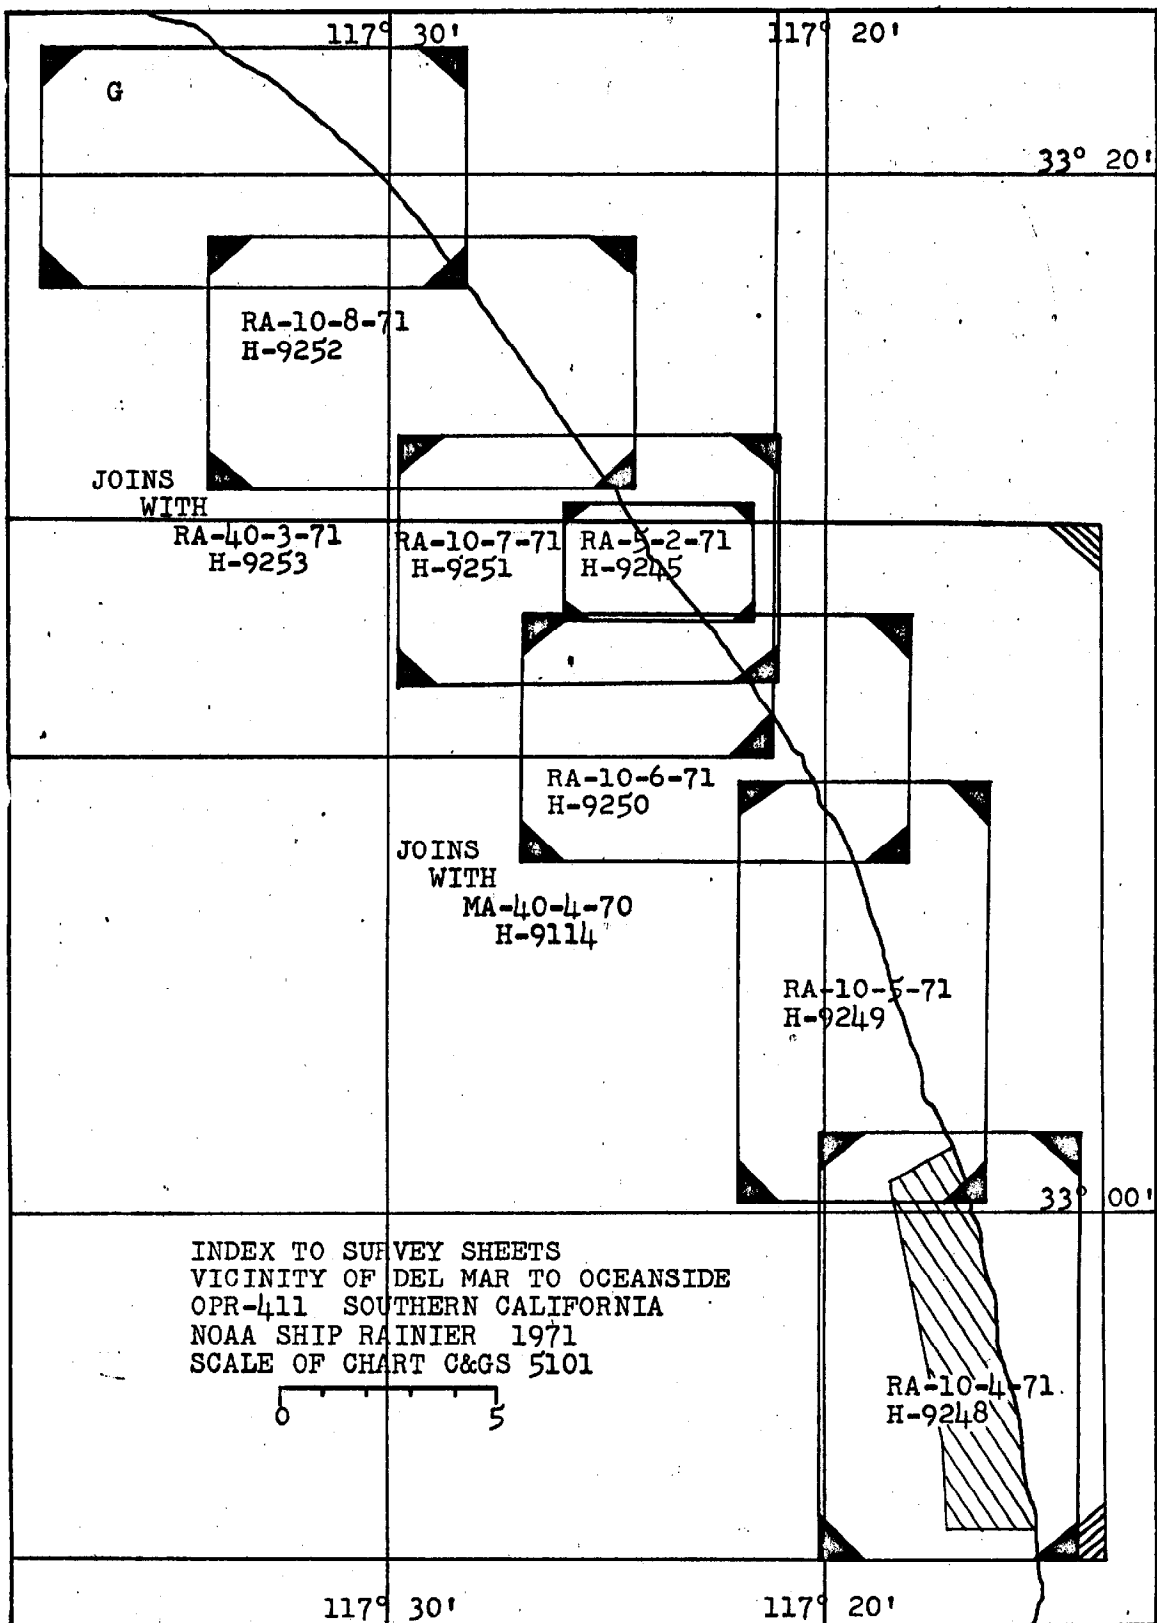 117° 30'
117° 20'
G
33° 20'
RA-10-8-71
H-9252
JOINS
WITH
RA-40-3-71
H-9253
RA-10-7-71
H-9251
RA-5-2-71
H-9245
RA-10-6-71
H-9250
JOINS
WITH
MA-40-4-70
H-9114
RA-10-5-71
H-9249
33° 00'
INDEX TO SURVEY SHEETS
VICINITY OF DEL MAR TO OCEANSIDE
OPR-411 SOUTHERN CALIFORNIA
NOAA SHIP RAINIER 1971
SCALE OF CHART C&GS 5101
0 5
RA-10-4-71
H-9248
117° 30'
117° 20'